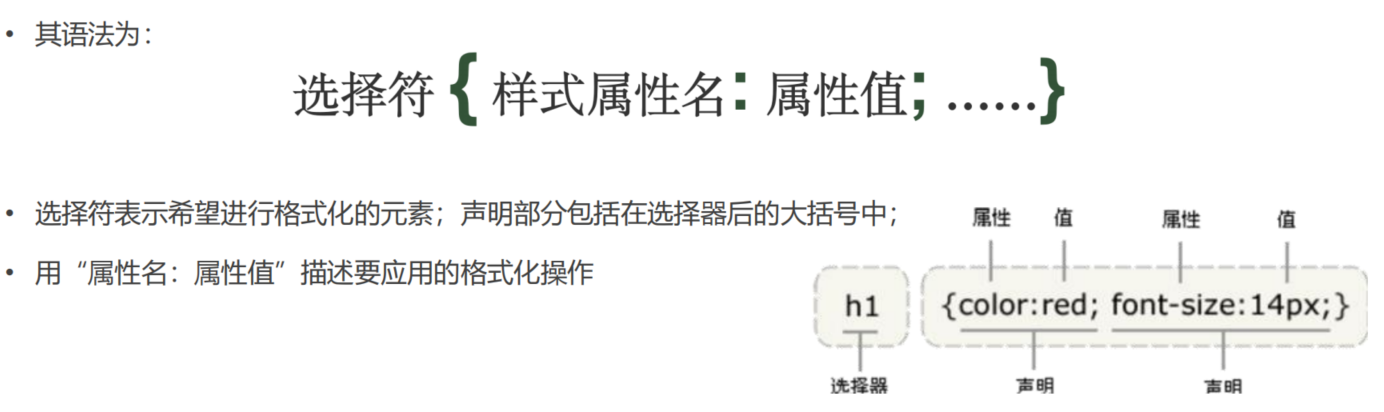 • 其语法为：
选择符 { 样式属性名: 属性值; ......}
• 选择符表示希望进行格式化的元素；声明部分包括在选择器后的大括号中；
• 用“属性名：属性值”描述要应用的格式化操作
属性 值 属性 值
h1 {color:red; font-size:14px;}
选择器 声明 声明